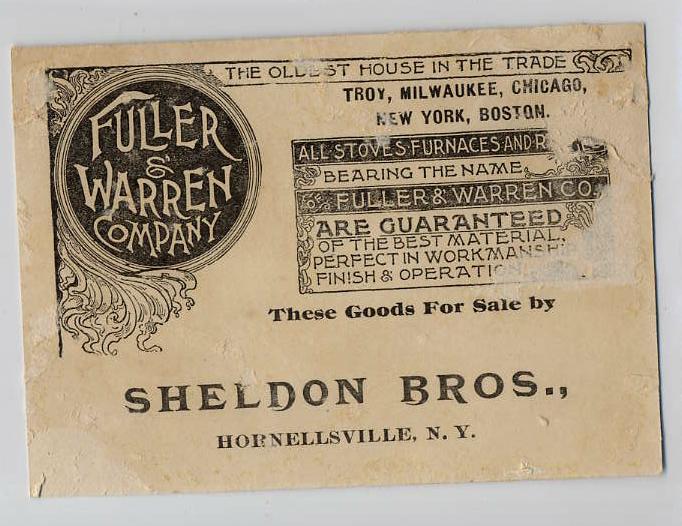 FULLER
&
WARREN
COMPANY
THE OLDEST HOUSE IN THE TRADE
TROY, MILWAUKEE, CHICAGO,
NEW YORK, BOSTON.
ALL STOVES, FURNACES AND
BEARING THE NAME
FULLER & WARREN CO.
ARE GUARANTEED
OF THE BEST MATERIAL,
PERFECT IN WORKMANSH
FINISH & OPERATIO
These Goods For Sale by
SHELDON BROS.,
HORNELLSVILLE, N. Y.